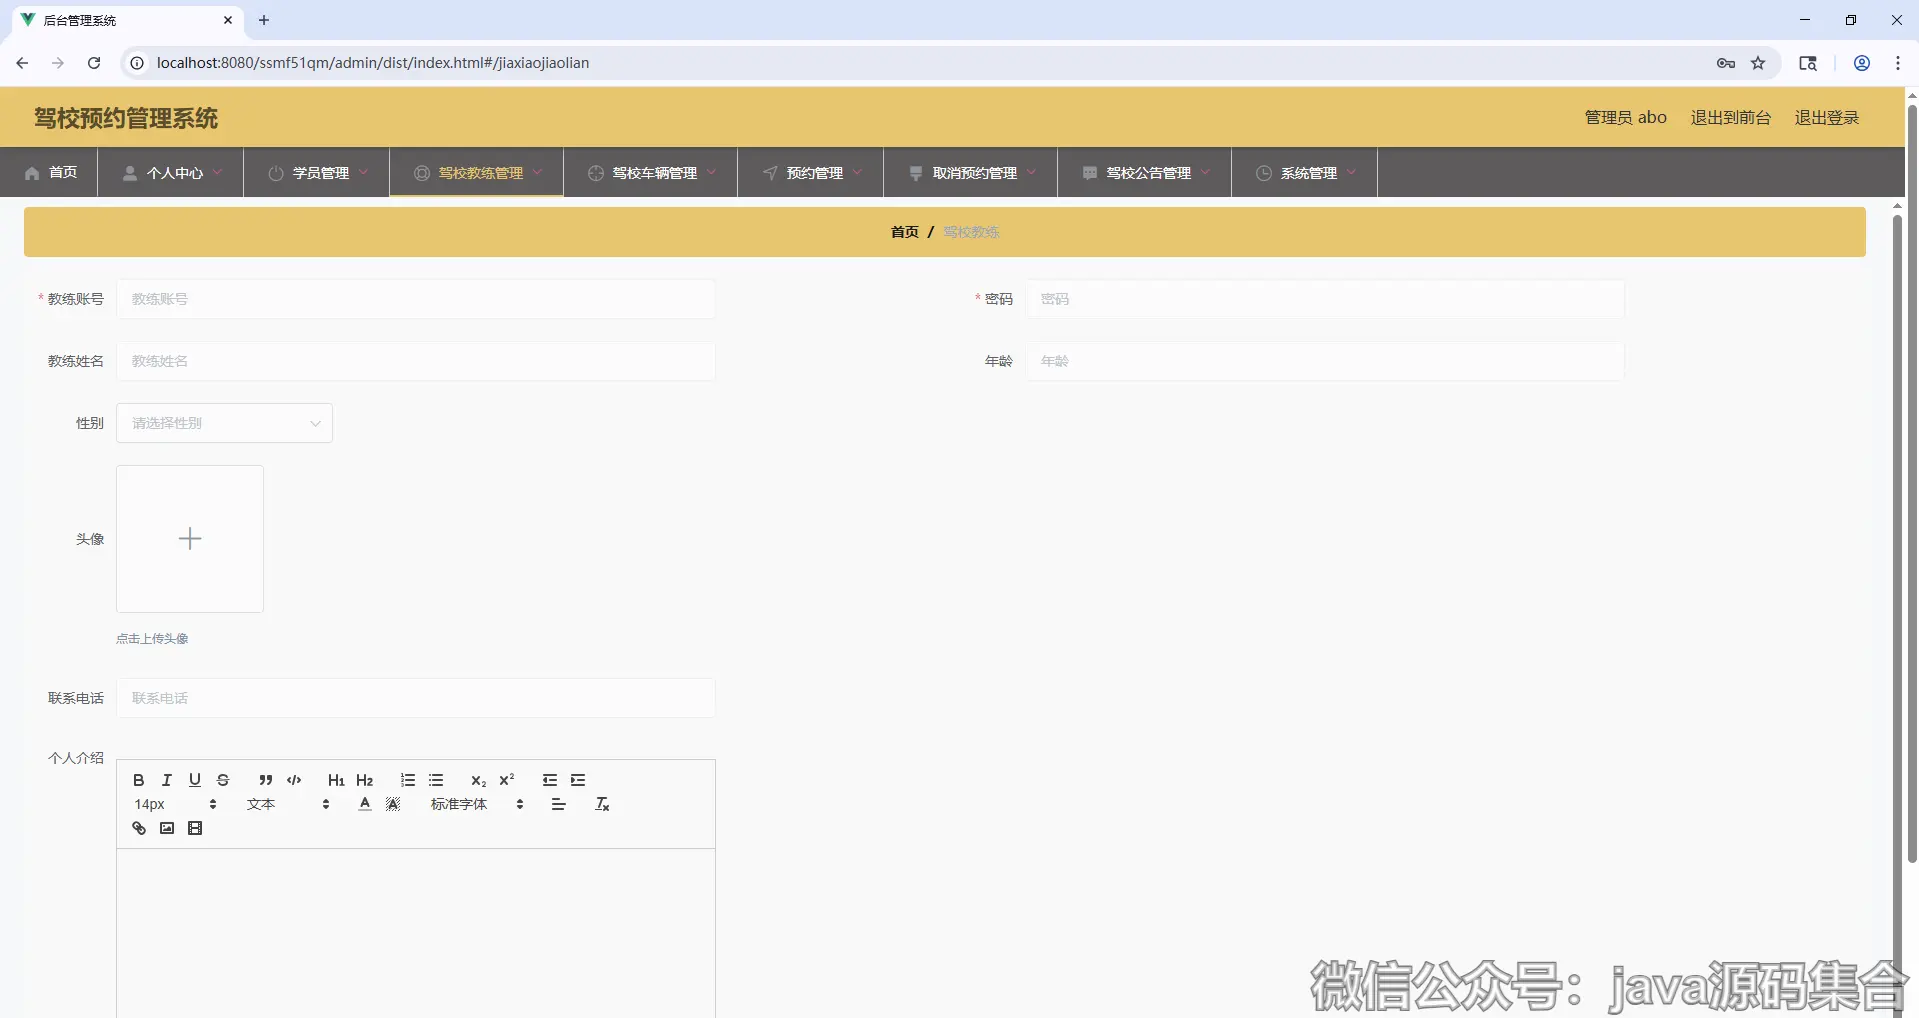 后台管理系统
localhost:8080/ssmf51qm/admin/dist/index.html#/jiaxiaojiaolian
驾校预约管理系统
管理员 abo 退出到前台 退出登录
首页 个人中心 学员管理 驾校教练管理 驾校车辆管理 预约管理 取消预约管理 驾校公告管理 系统管理
首页 / 驾校教练
* 教练账号 教练账号 * 密码 密码
教练姓名 教练姓名 年龄 年龄
性别 请选择性别
头像
点击上传头像
联系电话 联系电话
个人介绍
B I U S ” </> H1 H2 X2 X2
14px 文本 A A 标准字体 Tx
微信公众号：java源码集合